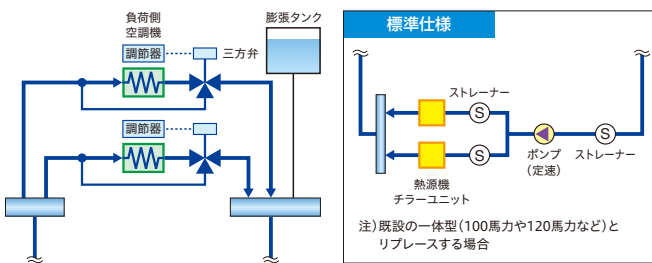 負荷側
空調機
調節器
三方弁
膨張タンク
調節器
標準仕様
ストレーナー
S
S
S
熱源機
チラーユニット
ポンプ
(定速)
ストレーナー
注)既設の一体型(100馬力や120馬力など)と
リプレースする場合